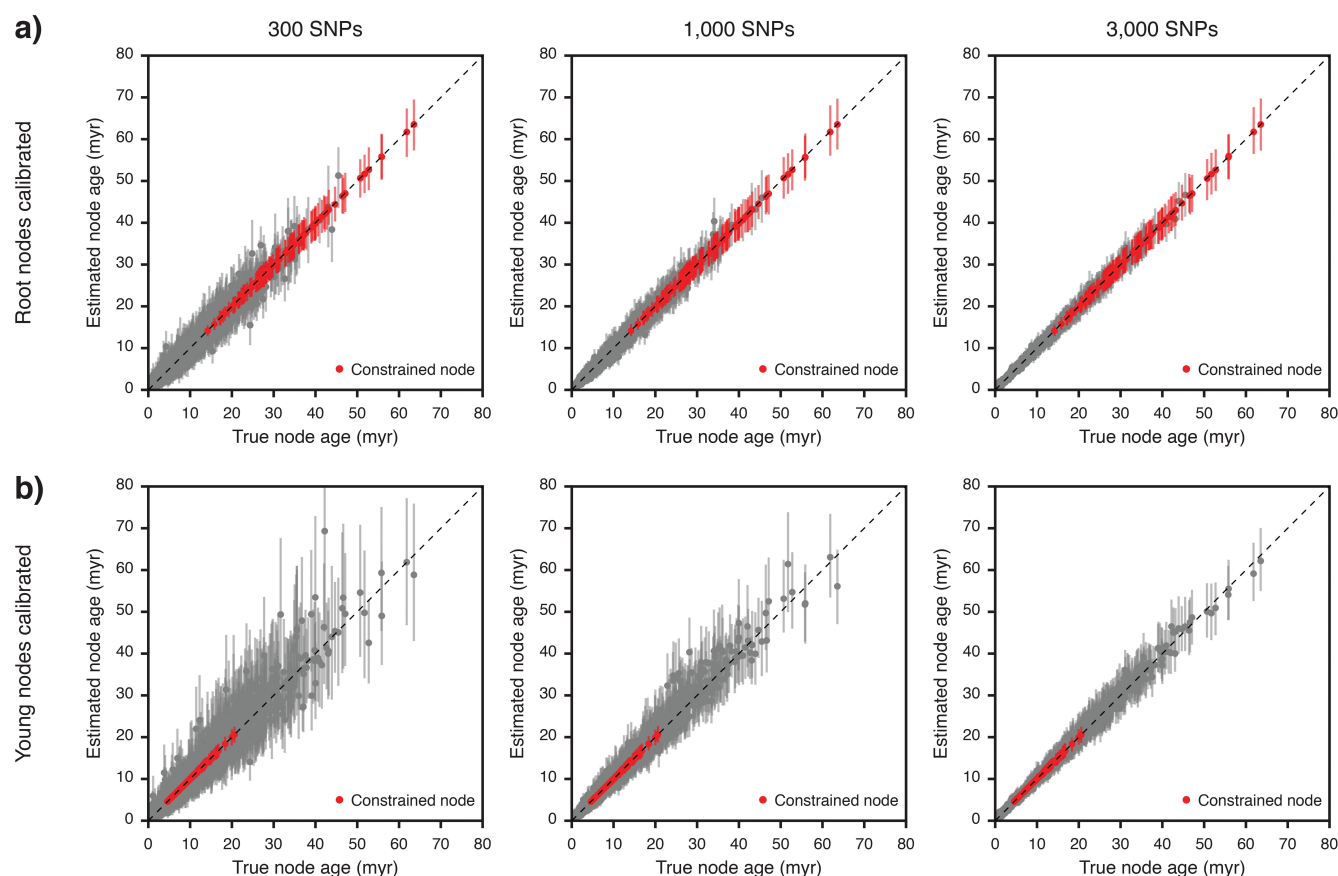 a)
300 SNPs
1,000 SNPs
3,000 SNPs
Root nodes calibrated
Estimated node age (myr)
80
70
60
50
40
30
20
10
0
Constrained node
0 10 20 30 40 50 60 70 80
True node age (myr)
Estimated node age (myr)
80
70
60
50
40
30
20
10
0
Constrained node
0 10 20 30 40 50 60 70 80
True node age (myr)
Estimated node age (myr)
80
70
60
50
40
30
20
10
0
Constrained node
0 10 20 30 40 50 60 70 80
True node age (myr)
b)
Young nodes calibrated
Estimated node age (myr)
80
70
60
50
40
30
20
10
0
Constrained node
0 10 20 30 40 50 60 70 80
True node age (myr)
Estimated node age (myr)
80
70
60
50
40
30
20
10
0
Constrained node
0 10 20 30 40 50 60 70 80
True node age (myr)
Estimated node age (myr)
80
70
60
50
40
30
20
10
0
Constrained node
0 10 20 30 40 50 60 70 80
True node age (myr)